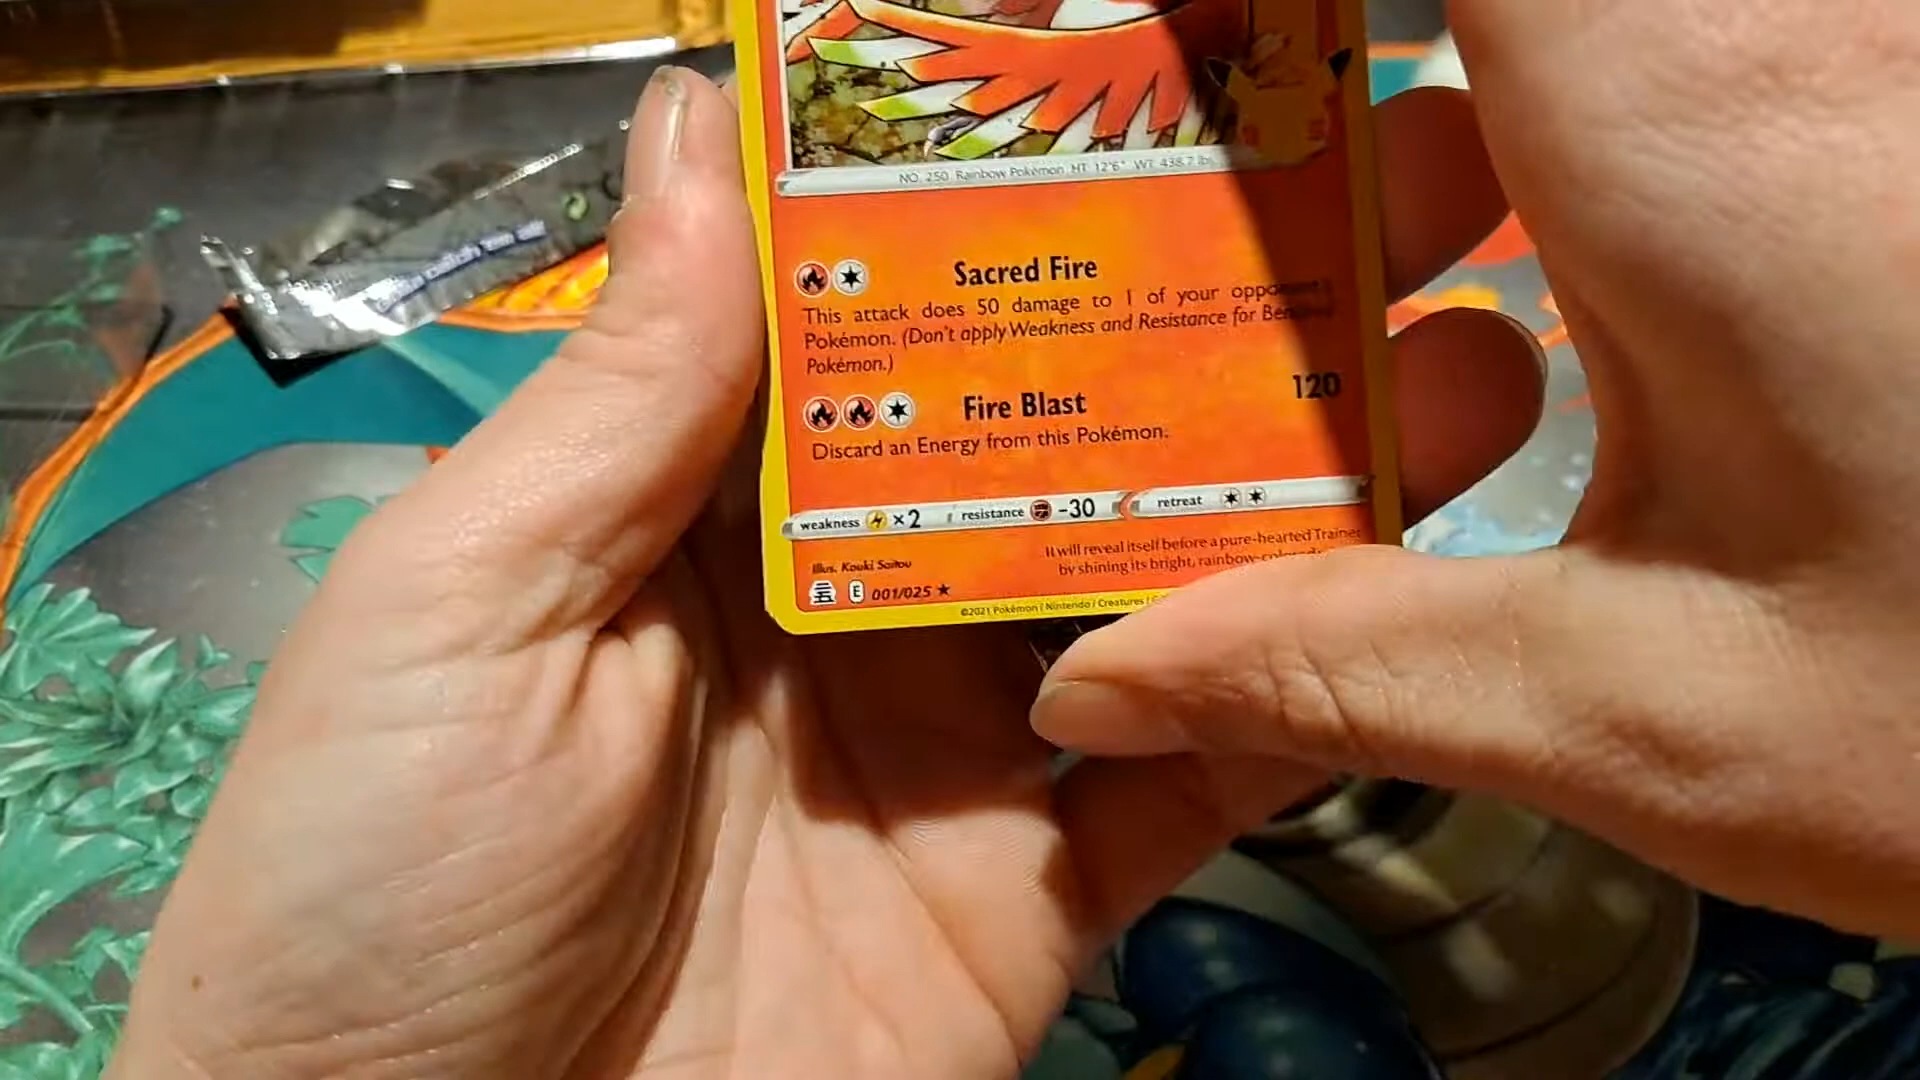 NO. 250 Rainbow Pokémon HT 12'6" WT 438.7 lbs
Sacred Fire
This attack does 50 damage to 1 of your
Pokémon. (Don't apply Weakness and Resistance for
Pokémon.)
Fire Blast 120
Discard an Energy from this Pokémon.
weakness ×2 resistance -30 retreat
It will reveal itself before a pure-hearted Trainer
by shining its bright,
Illus. Kouki Saitou
E 001/025
©2021 Pokémon / Nintendo / Creatures /